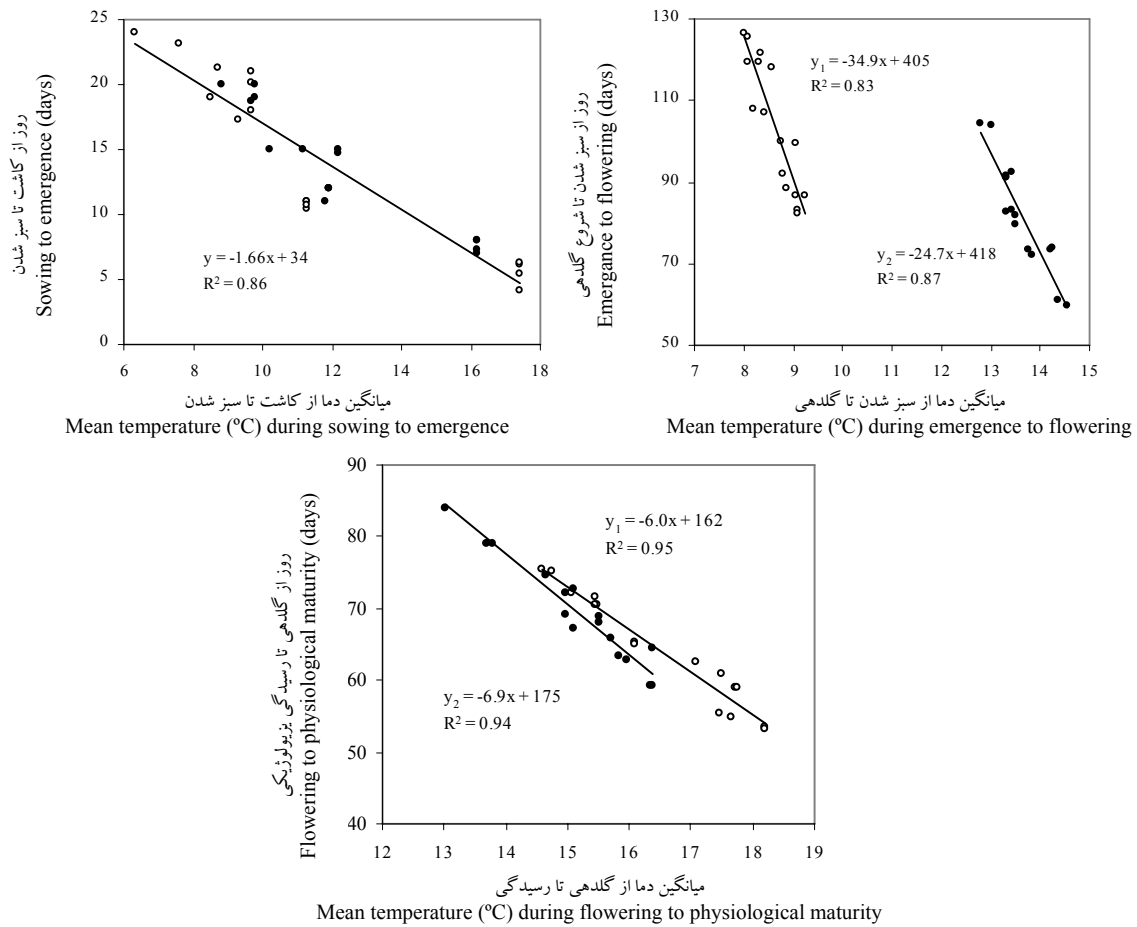 روز از کاشت تا سبز شدن
Sowing to emergence (days)
25
20
15
10
5
0
y = -1.66x + 34
R² = 0.86
6 8 10 12 14 16 18
میانگین دما از کاشت تا سبز شدن
Mean temperature (ºC) during sowing to emergence
روز از سبز شدن تا شروع گلدهی
Emergance to flowering (days)
130
110
90
70
50
y₁ = -34.9x + 405
R² = 0.83
y₂ = -24.7x + 418
R² = 0.87
7 8 9 10 11 12 13 14 15
میانگین دما از سبز شدن تا گلدهی
Mean temperature (ºC) during emergence to flowering
روز از گلدهی تا رسیدگی یزیولوژیکی
Flowering to physiological maturity (days)
90
80
70
60
50
40
y₁ = -6.0x + 162
R² = 0.95
y₂ = -6.9x + 175
R² = 0.94
12 13 14 15 16 17 18 19
میانگین دما از گلدهی تا رسیدگی
Mean temperature (ºC) during flowering to physiological maturity